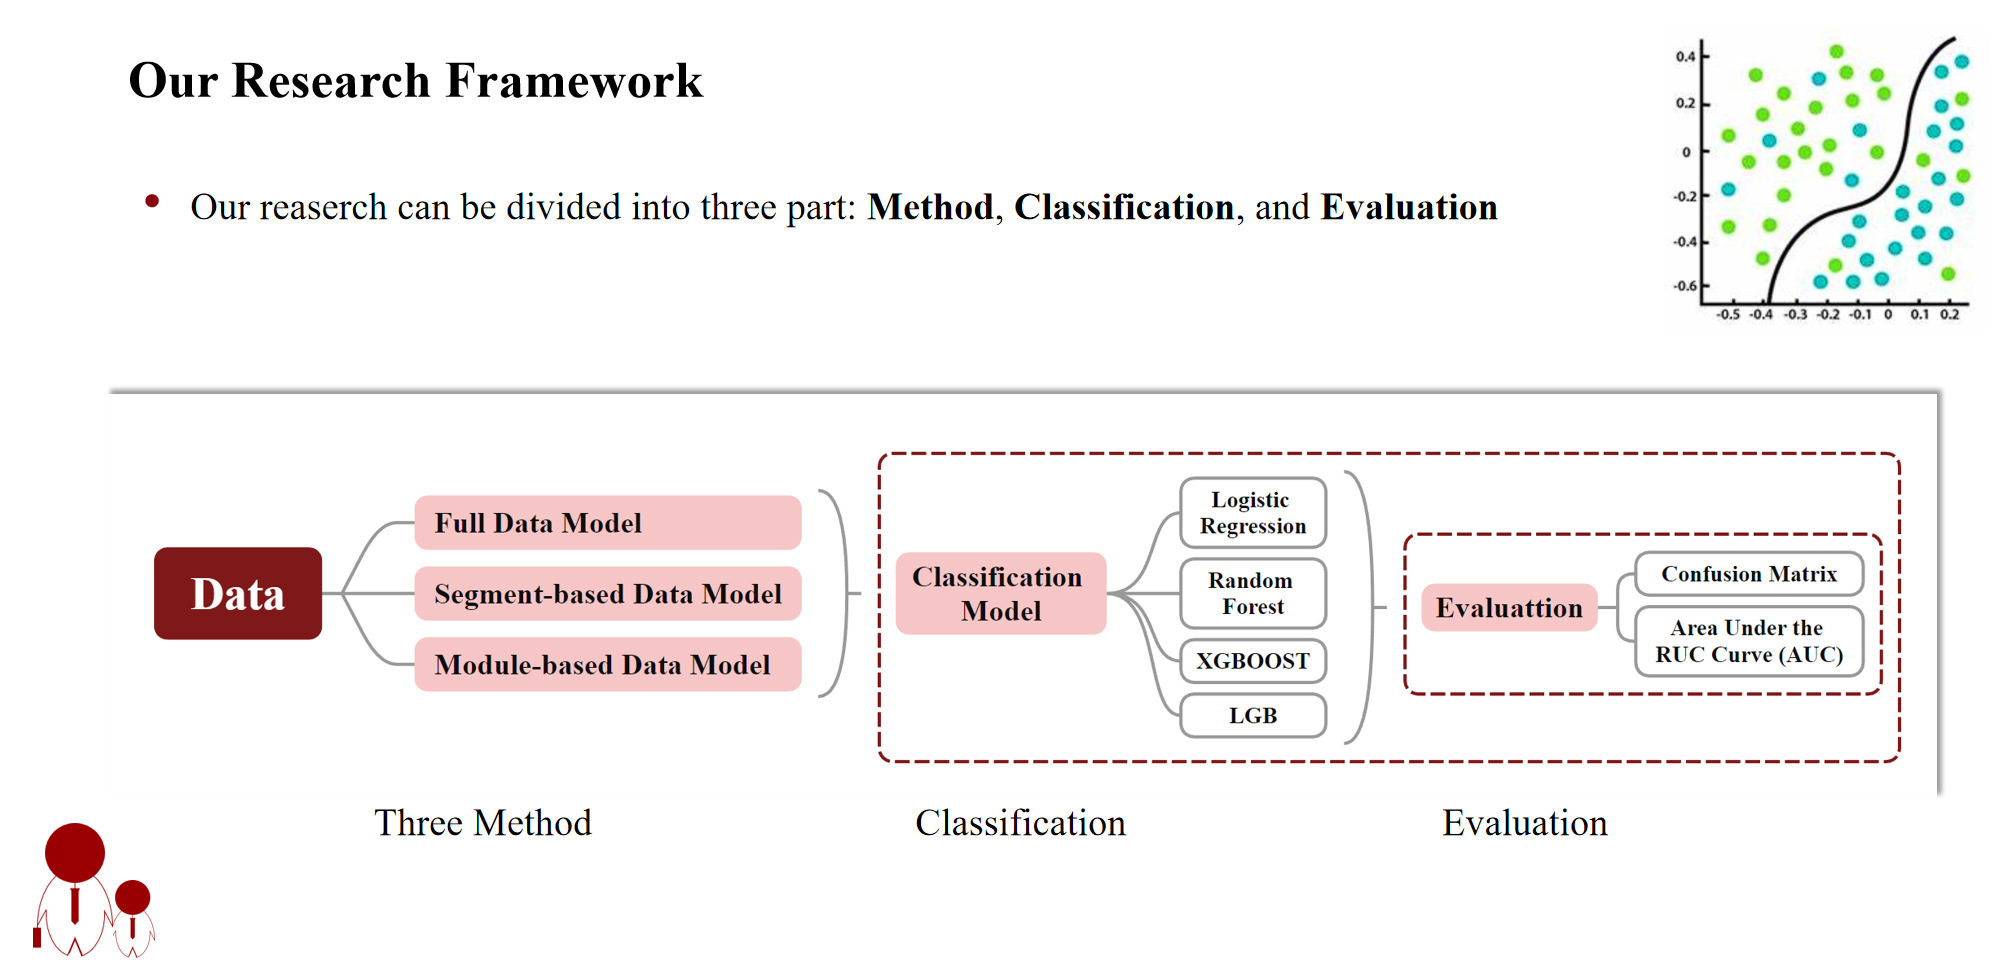 Our Research Framework
Our reaserch can be divided into three part: Method, Classification, and Evaluation
0.4
0.2
0
-0.2
-0.4
-0.6
-0.5 -0.4 -0.3 -0.2 -0.1 0 0.1 0.2
Data
Full Data Model
Segment-based Data Model
Module-based Data Model
Classification
Model
Logistic
Regression
Random
Forest
XGBOOST
LGB
Evaluattion
Confusion Matrix
Area Under the
RUC Curve (AUC)
Three Method
Classification
Evaluation